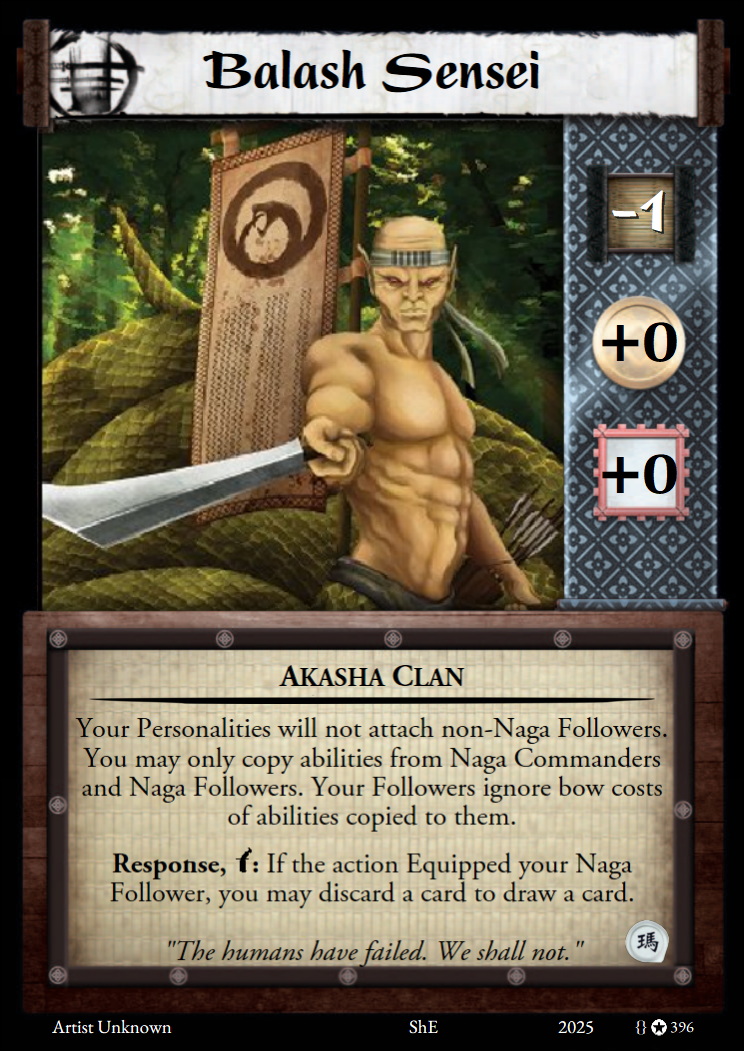 Balash Sensei
-1
+0
+0
AKASHA CLAN
Your Personalities will not attach non-Naga Followers.
You may only copy abilities from Naga Commanders
and Naga Followers. Your Followers ignore bow costs
of abilities copied to them.
Response, : If the action Equipped your Naga
Follower, you may discard a card to draw a card.
"The humans have failed. We shall not."
瑪
Artist Unknown ShE 2025 {} 396